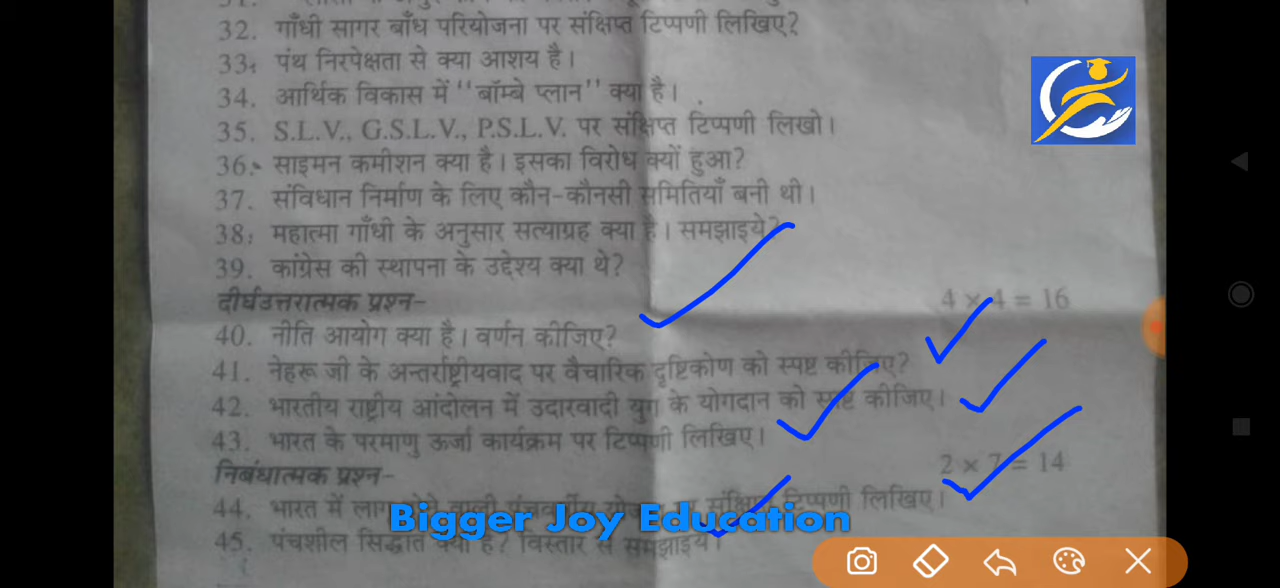 32. गाँधी सागर बाँध परियोजना पर संक्षिप्त टिप्पणी लिखिए?
33. पंथ निरपेक्षता से क्या आशय है।
34. आर्थिक विकास में "बॉम्बे प्लान" क्या है।
35. S.L.V., G.S.L.V., P.S.L.V. पर संक्षिप्त टिप्पणी लिखो।
36. साइमन कमीशन क्या है। इसका विरोध क्यों हुआ?
37. संविधान निर्माण के लिए कौन-कौनसी समितियाँ बनी थी।
38. महात्मा गाँधी के अनुसार सत्याग्रह क्या है। समझाइये?
39. कांग्रेस की स्थापना के उद्देश्य क्या थे?
दीर्घउत्तरात्मक प्रश्न- 4 × 4 = 16
40. नीति आयोग क्या है। वर्णन कीजिए?
41. नेहरू जी के अन्तर्राष्ट्रीयवाद पर वैचारिक दृष्टिकोण को स्पष्ट कीजिए?
42. भारतीय राष्ट्रीय आंदोलन में उदारवादी युग के योगदान को स्पष्ट कीजिए।
43. भारत के परमाणु ऊर्जा कार्यक्रम पर टिप्पणी लिखिए।
निबंधात्मक प्रश्न- 2 × 7 = 14
44. भारत में संक्षिप्त टिप्पणी लिखिए।
Bigger Joy Education
45. पंचशील सिद्धांत क्या है? विस्तार से समझाइये।